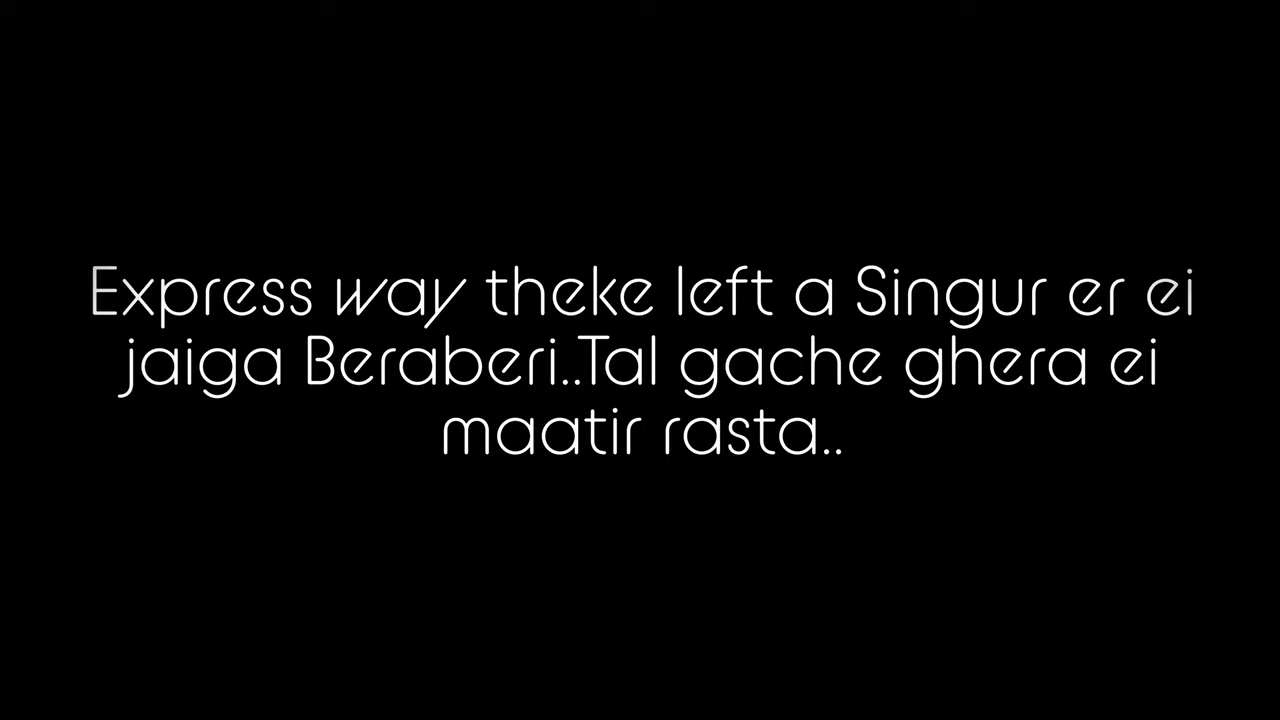 Express way theke left a Singur er ei
jaiga Beraberi..Tal gache ghera ei
maatir rasta..